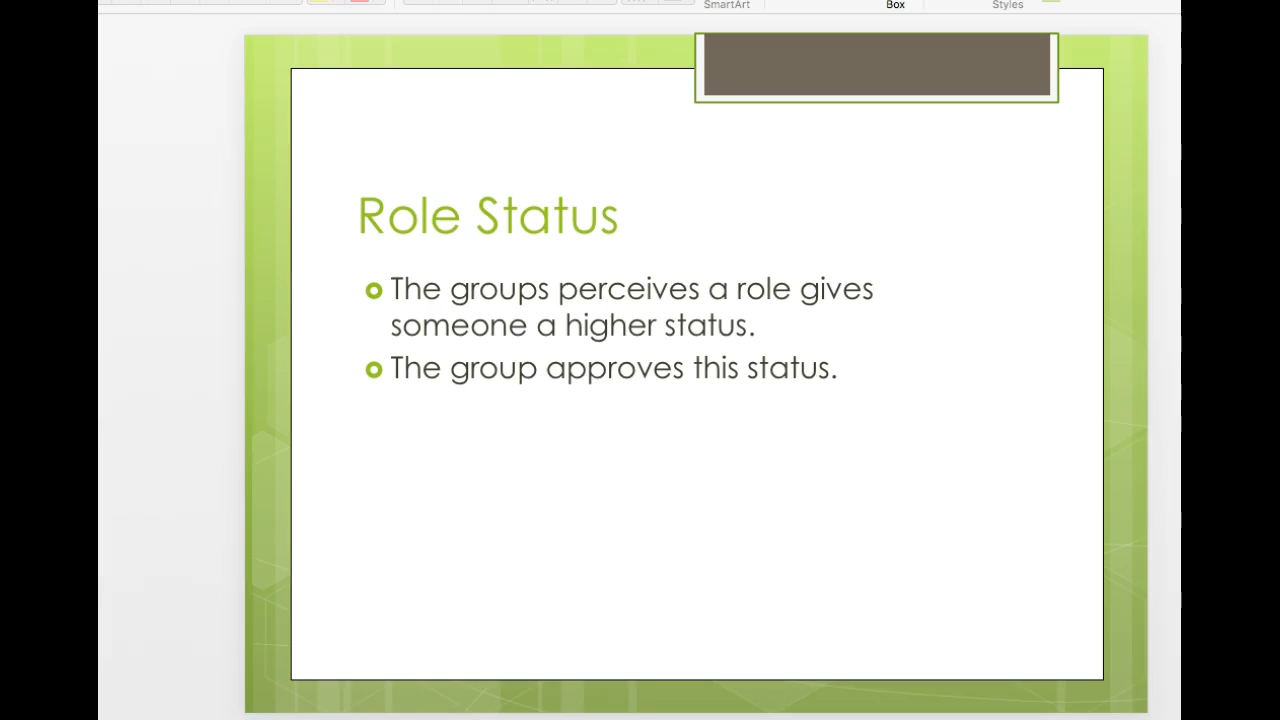 SmartArt
Box
Styles
Role Status
The groups perceives a role gives
someone a higher status.
The group approves this status.